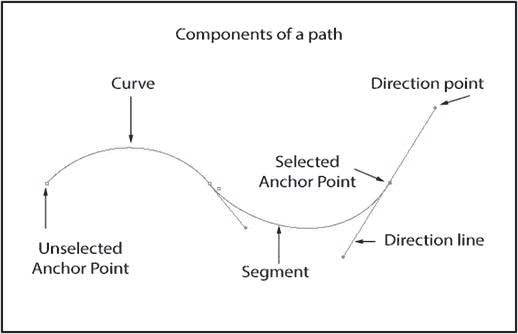 Components of a path
Curve
Direction point
Selected
Anchor Point
Unselected
Anchor Point
Segment
Direction line